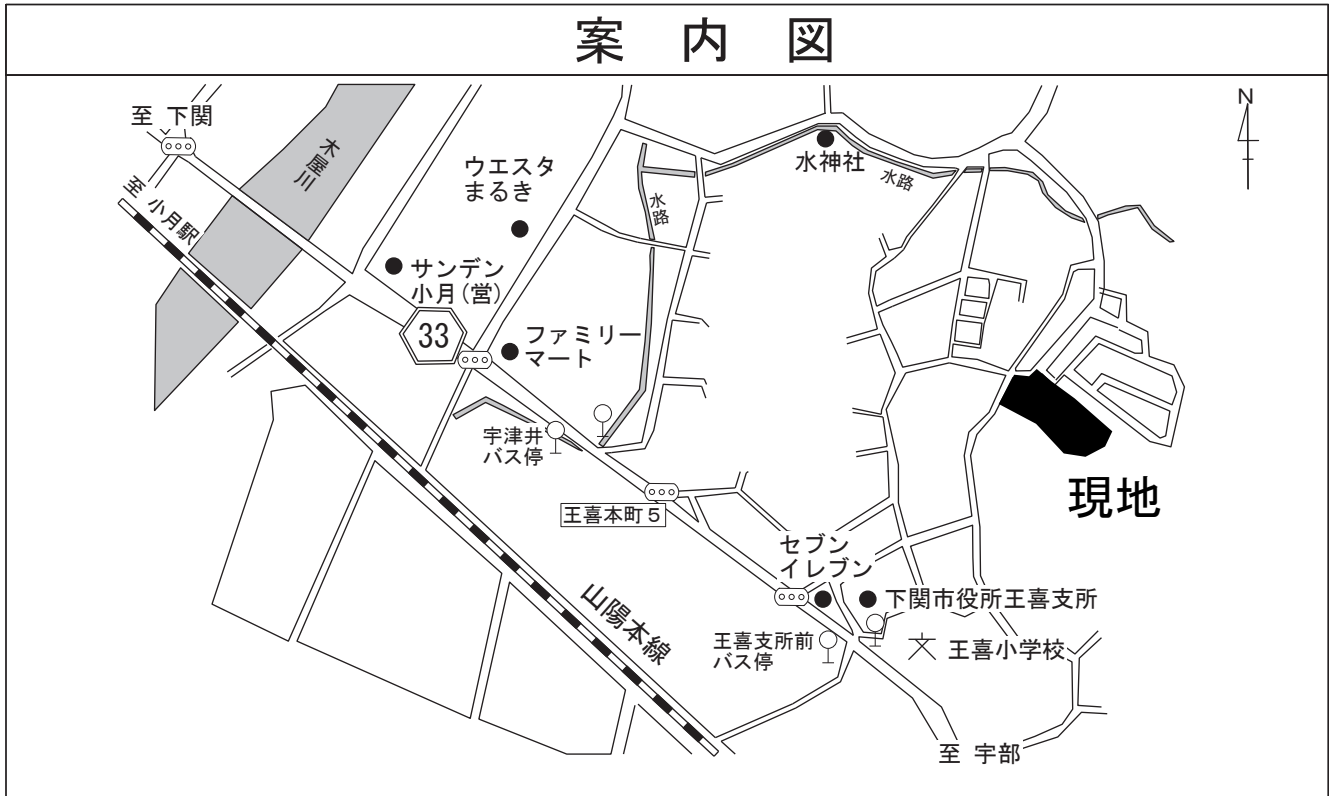 案 内 図
至 下関
木屋川
至 小月駅
ウエスタ
まるき
水神社
水路
水路
N
サンデン
小月(営)
33
ファミリー
マート
宇津井
バス停
王喜本町5
現地
セブン
イレブン
下関市役所王喜支所
山陽本線
王喜支所前
バス停
文 王喜小学校
至 宇部